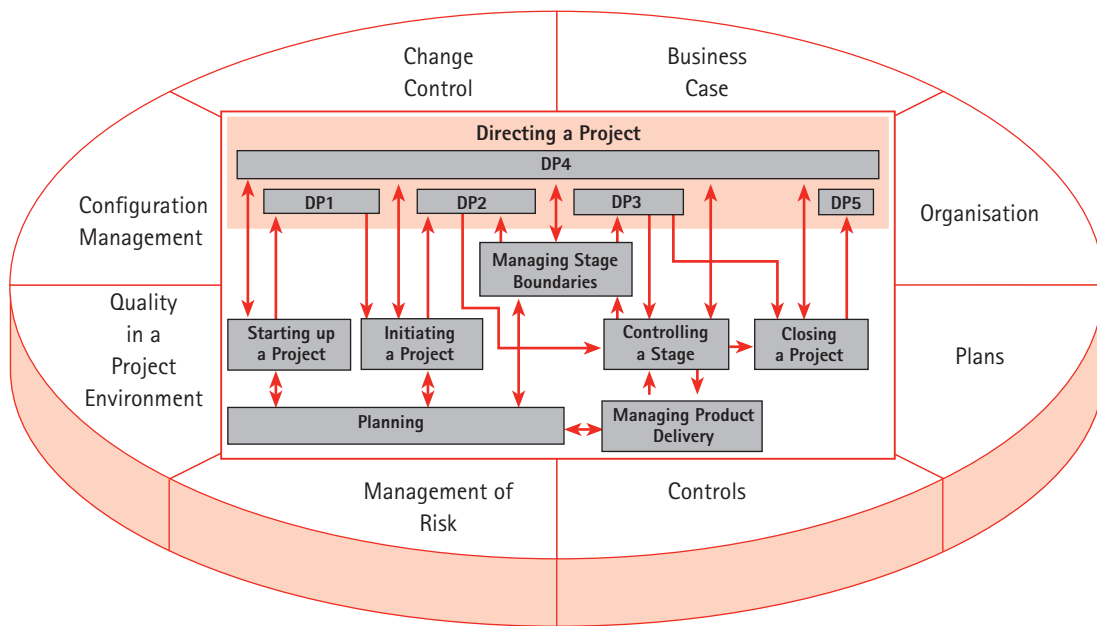 Change
Control
Business
Case
Directing a Project
DP4
DP1
DP2
DP3
DP5
Configuration
Management
Organisation
Managing Stage
Boundaries
Quality
in a
Project
Environment
Starting up
a Project
Initiating
a Project
Controlling
a Stage
Closing
a Project
Plans
Planning
Managing Product
Delivery
Management of
Risk
Controls